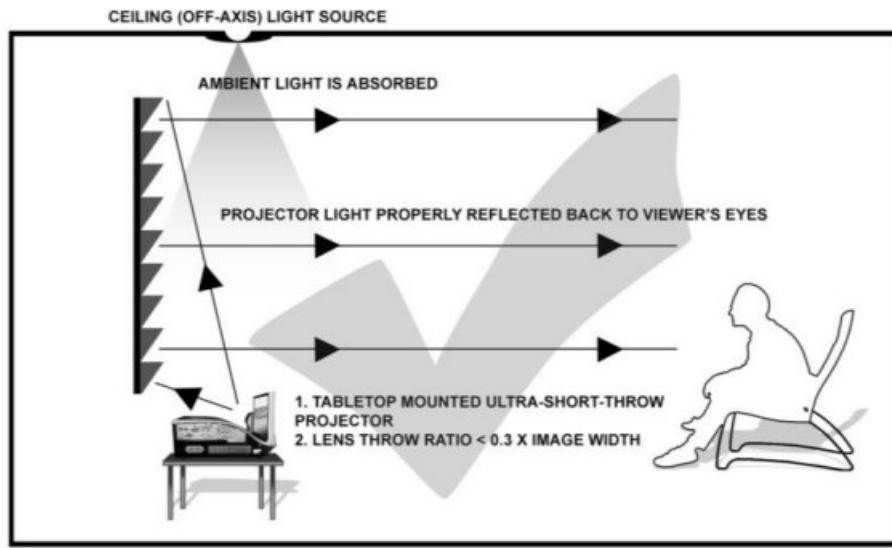 CEILING (OFF-AXIS) LIGHT SOURCE
AMBIENT LIGHT IS ABSORBED
PROJECTOR LIGHT PROPERLY REFLECTED BACK TO VIEWER'S EYES
1. TABLETOP MOUNTED ULTRA-SHORT-THROW
PROJECTOR
2. LENS THROW RATIO < 0.3 X IMAGE WIDTH